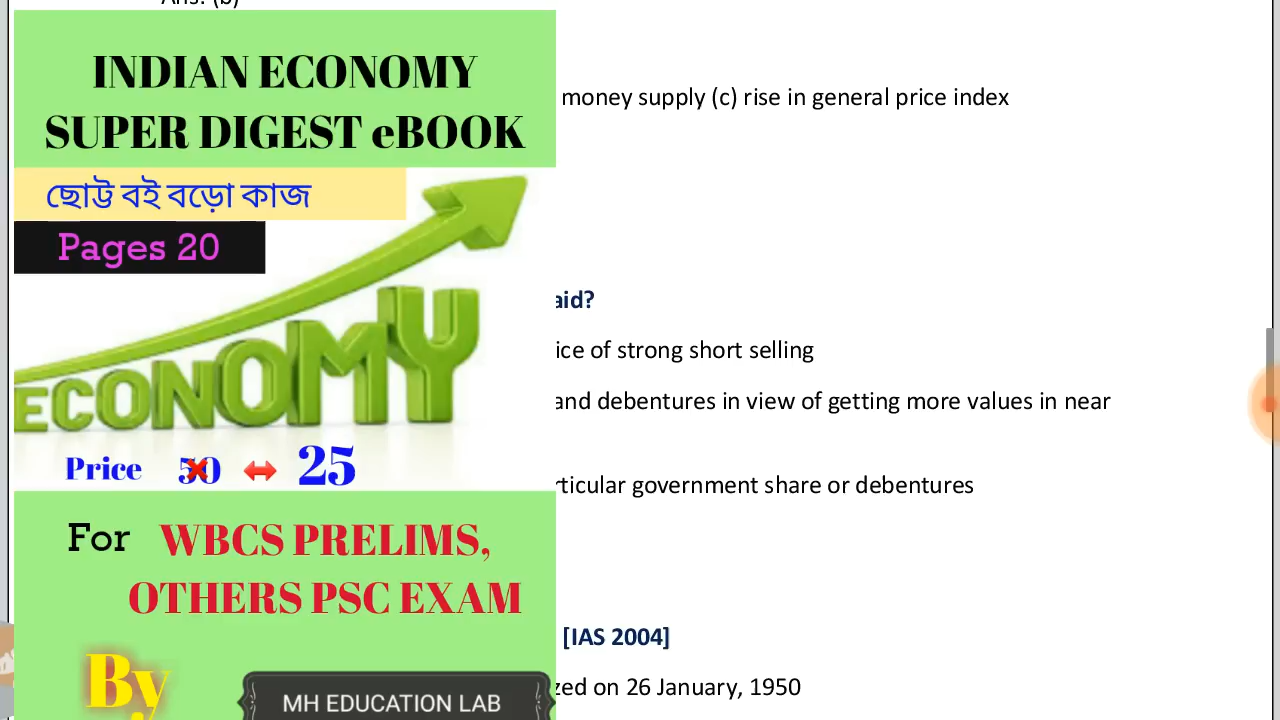 Ans: (b)
INDIAN ECONOMY
SUPER DIGEST eBOOK
ছোট্ট বই বড়ো কাজ
Pages 20
ECONOMY
Price 50 25
For WBCS PRELIMS,
OTHERS PSC EXAM
By
MH EDUCATION LAB
money supply (c) rise in general price index
aid?
ice of strong short selling
and debentures in view of getting more values in near
rticular government share or debentures
[IAS 2004]
zed on 26 January, 1950